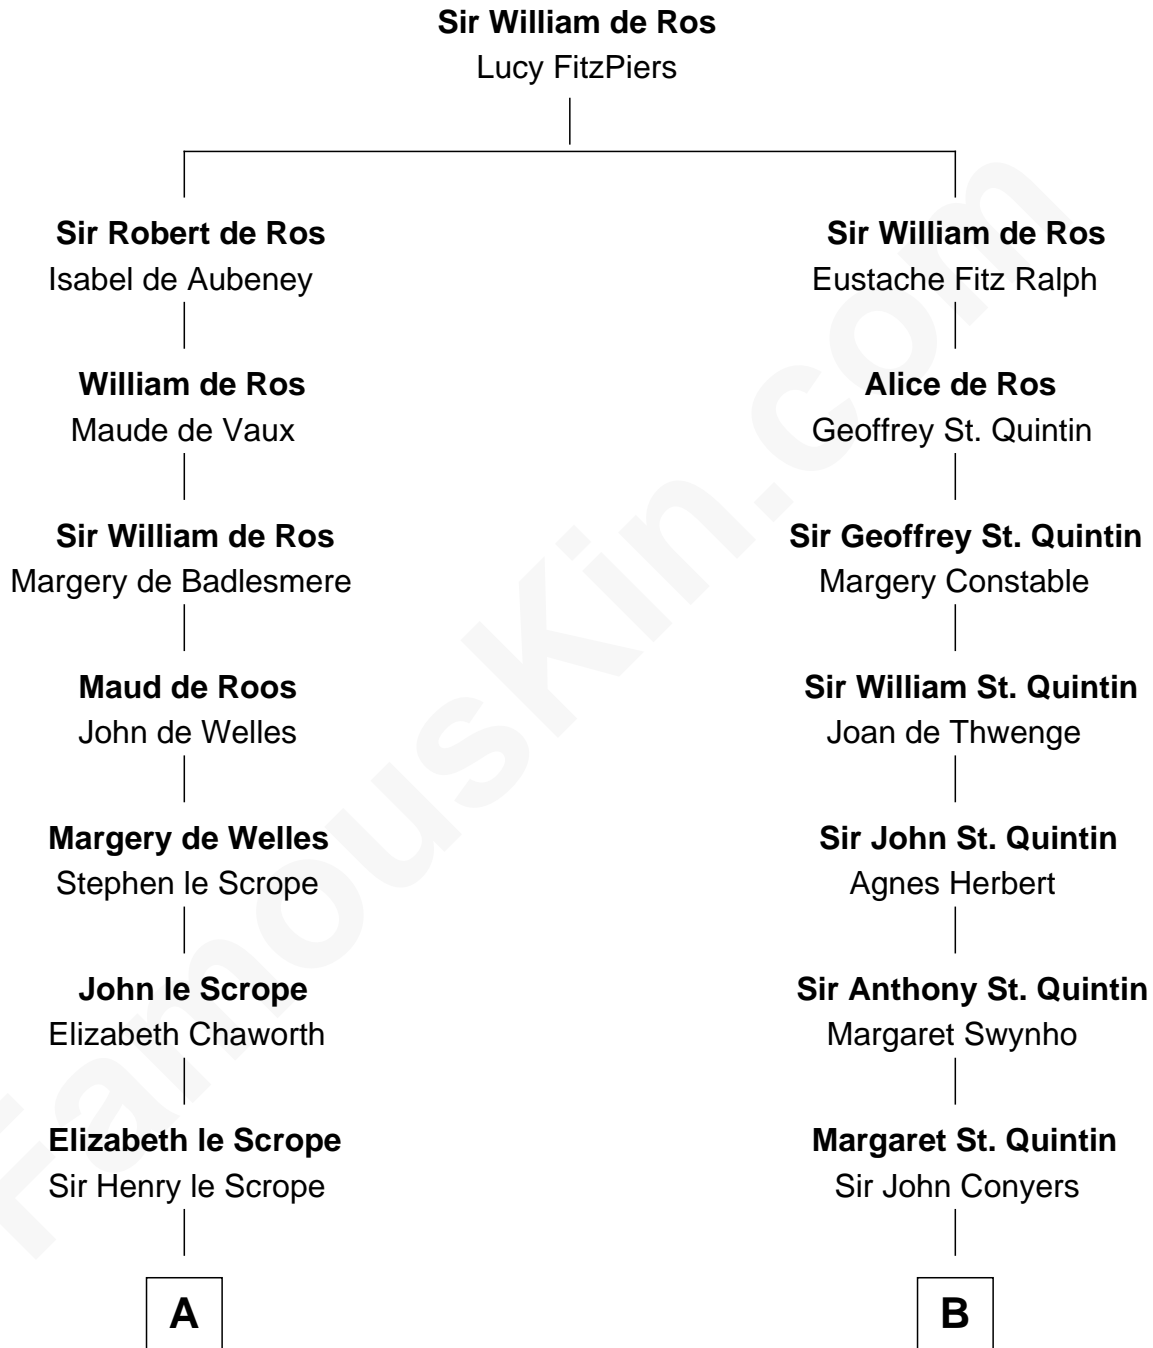 Sir William de Ros
Lucy FitzPiers
Sir Robert de Ros
Isabel de Aubeney
William de Ros
Maude de Vaux
Sir William de Ros
Margery de Badlesmere
Maud de Roos
John de Welles
Margery de Welles
Stephen le Scrope
John le Scrope
Elizabeth Chaworth
Elizabeth le Scrope
Sir Henry le Scrope
A
Sir William de Ros
Eustache Fitz Ralph
Alice de Ros
Geoffrey St. Quintin
Sir Geoffrey St. Quintin
Margery Constable
Sir William St. Quintin
Joan de Thwenge
Sir John St. Quintin
Agnes Herbert
Sir Anthony St. Quintin
Margaret Swynho
Margaret St. Quintin
Sir John Conyers
B
FamousKin.com